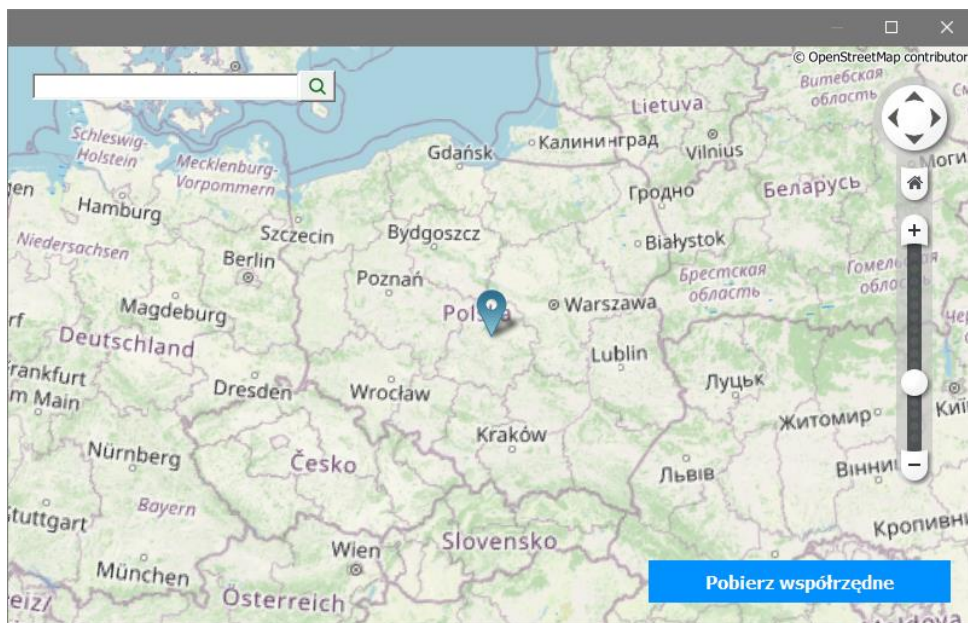 © OpenStreetMap contributor
Витебская
область
Lietuva
Schleswig-
Holstein
Mecklenburg-
Vorpommern
Gdańsk
Калининград
Vilnius
Hamburg
Гродно
Беларусь
Szczecin
Bydgoszcz
Białystok
Niedersachsen
Berlin
Poznań
Брестская
область
Magdeburg
Warszawa
Deutschland
Lublin
Dresden
Wrocław
Луцьк
m Main
Житомир
Kraków
Nürnberg
Česko
Львів
Bayern
Wien
Slovensko
München
Österreich
Pobierz współrzędne